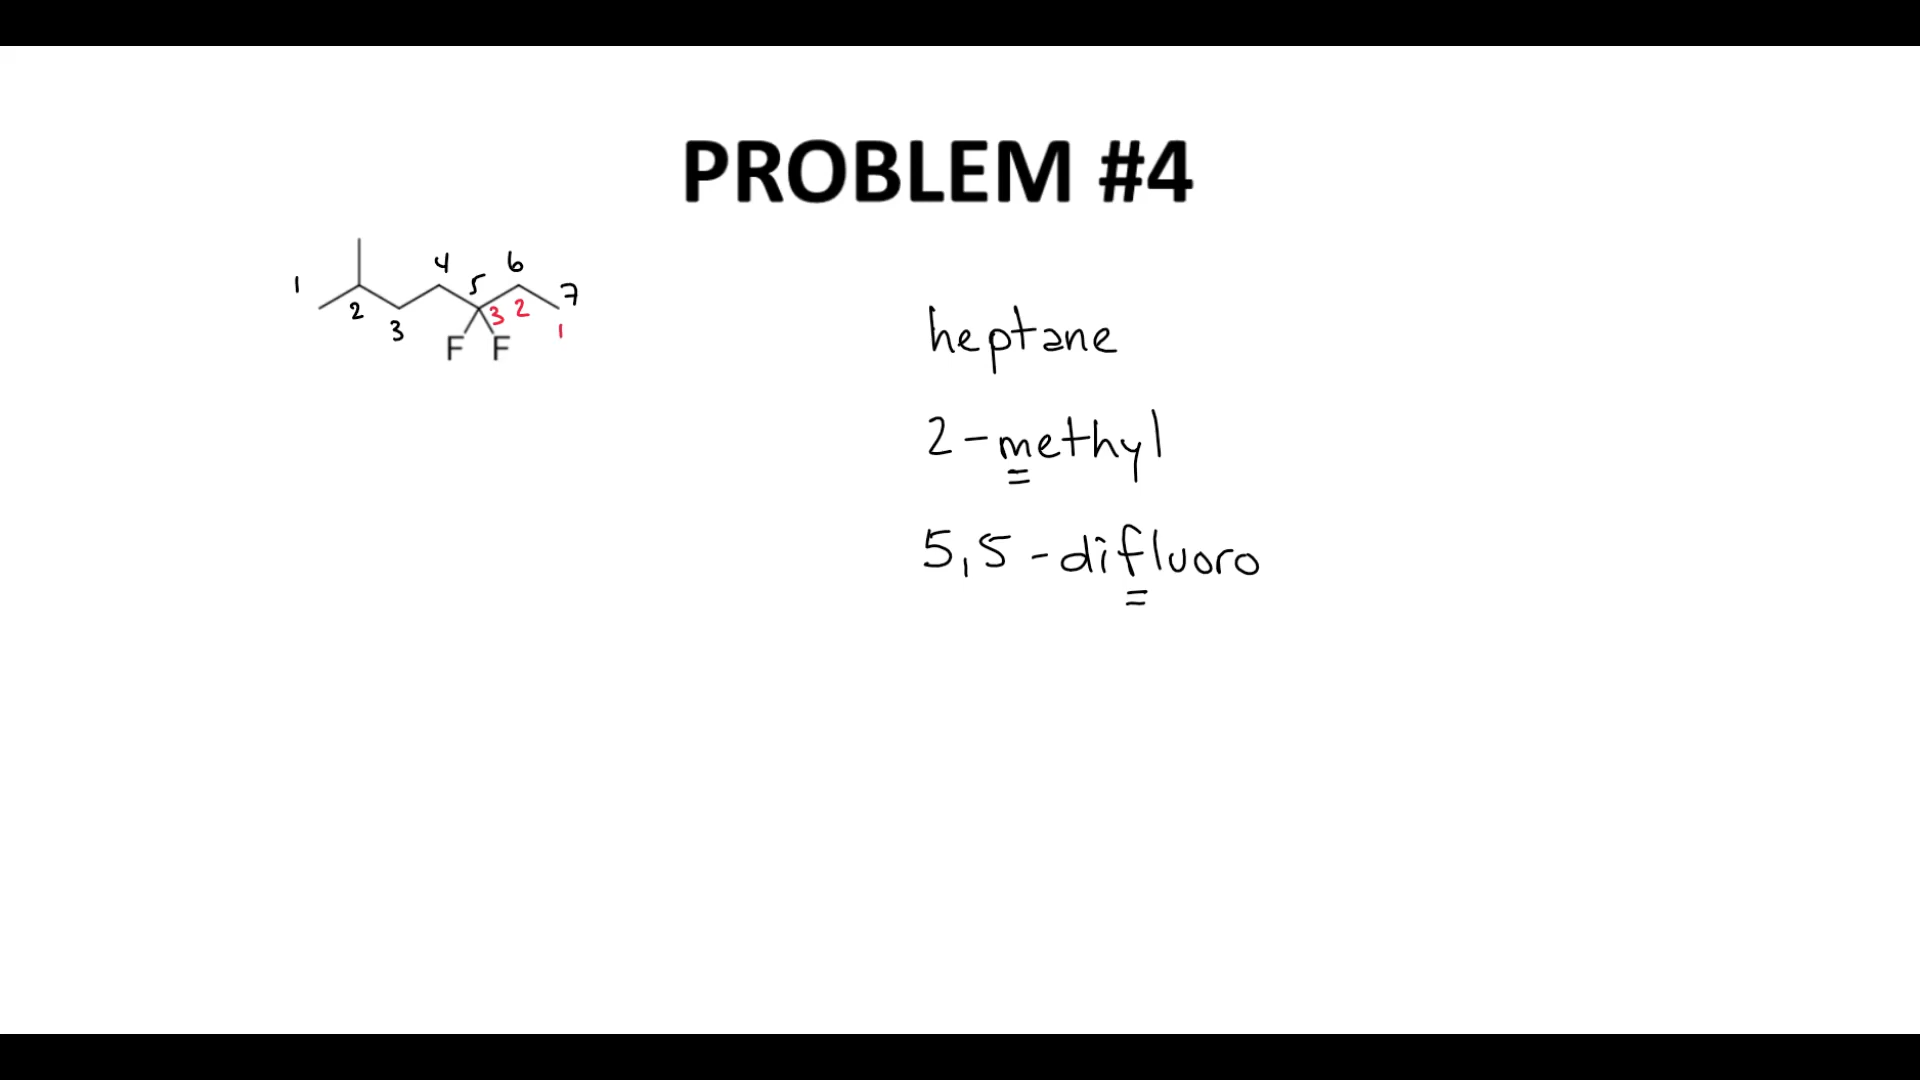 PROBLEM #4
1 2 3 4 5 6 7
3 2 1
F F
heptane
2-methyl
5,5-difluoro